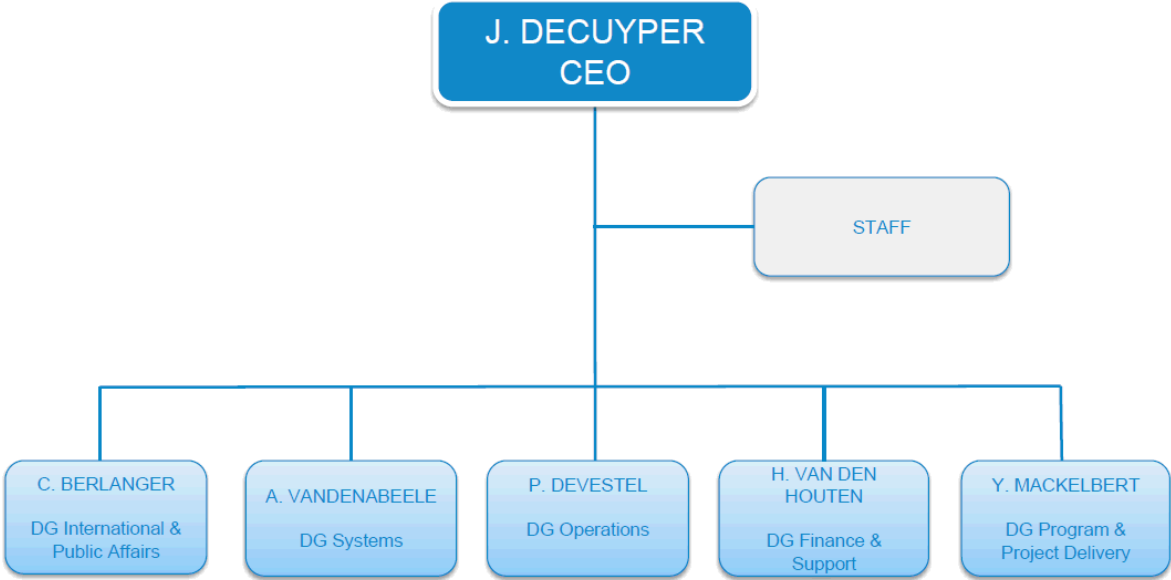 J. DECUYPER
CEO
STAFF
C. BERLANGER
DG International &
Public Affairs
A. VANDENABEELE
DG Systems
P. DEVESTEL
DG Operations
H. VAN DEN
HOUTEN
DG Finance &
Support
Y. MACKELBERT
DG Program &
Project Delivery